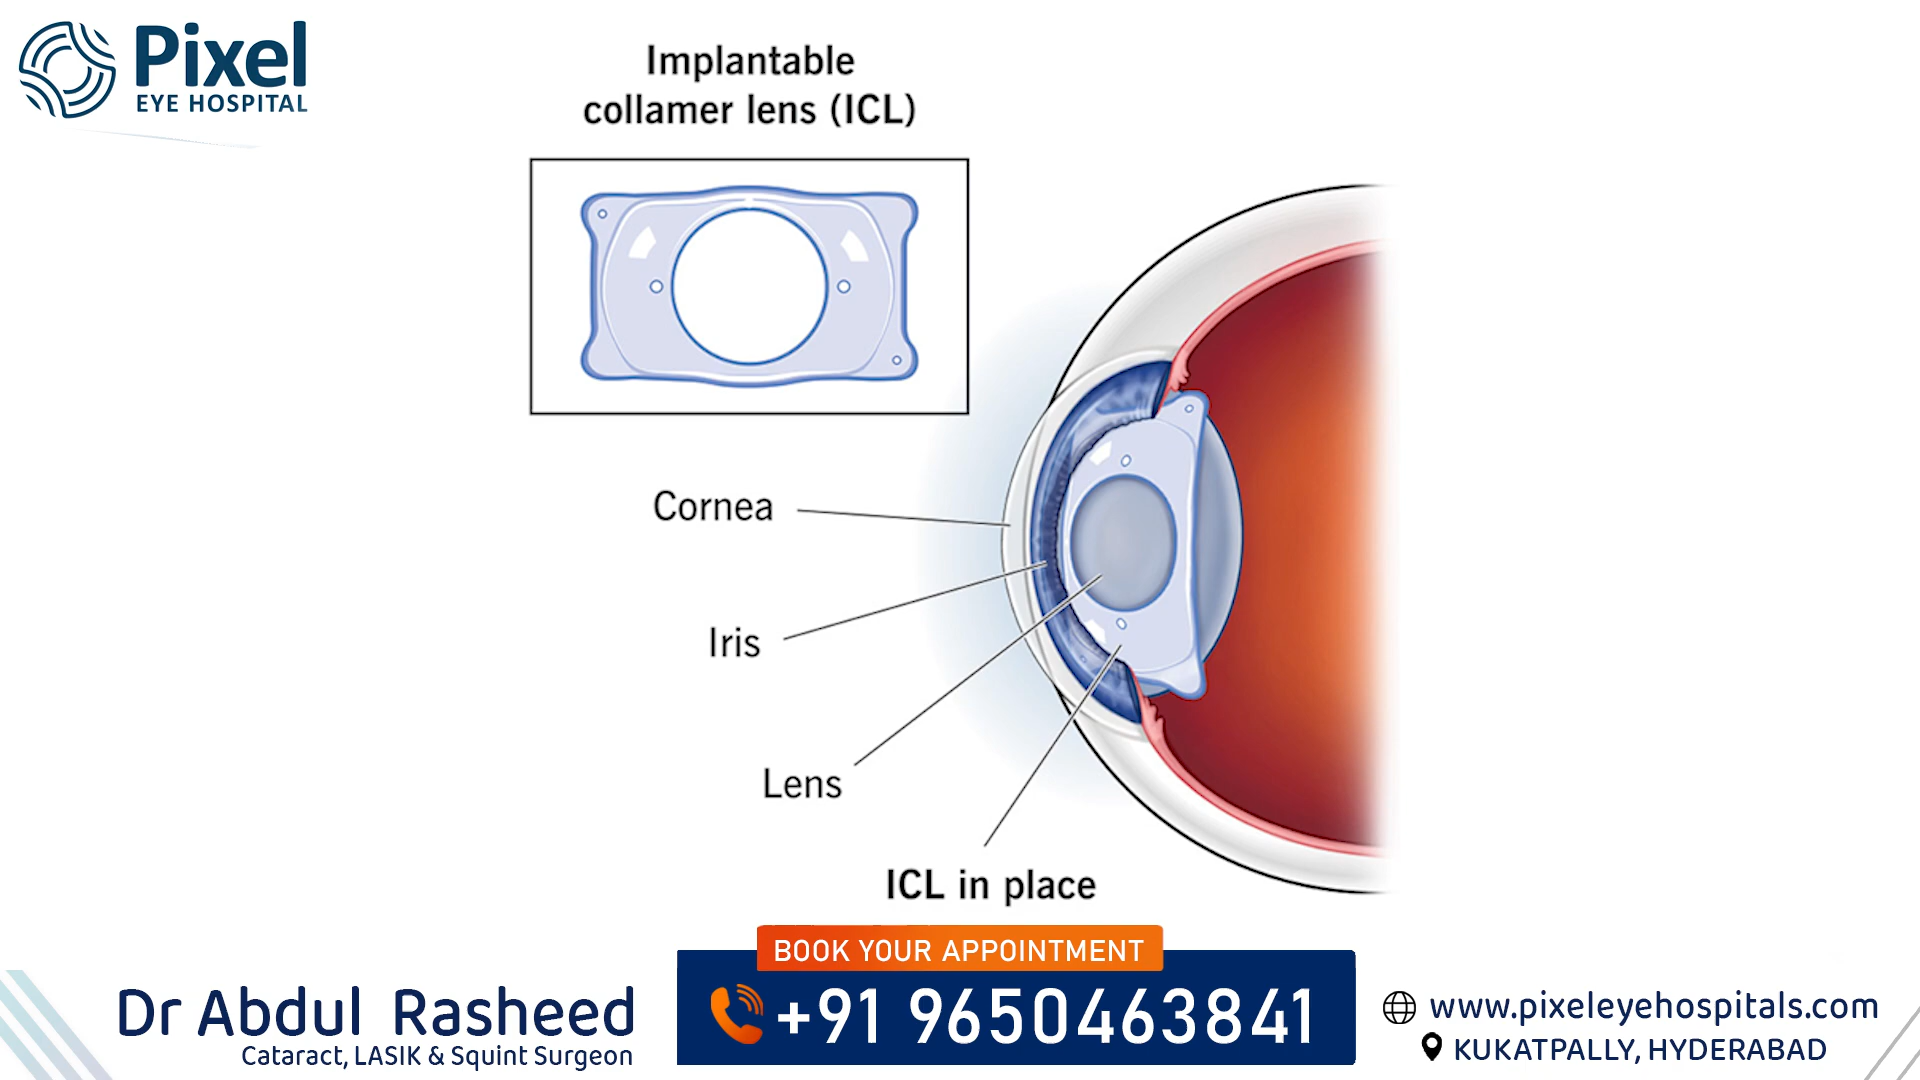 Pixel
EYE HOSPITAL
Implantable
collamer lens (ICL)
Cornea
Iris
Lens
ICL in place
BOOK YOUR APPOINTMENT
+91 9650463841
Dr Abdul Rasheed
Cataract, LASIK & Squint Surgeon
www.pixeleyehospitals.com
KUKATPALLY, HYDERABAD